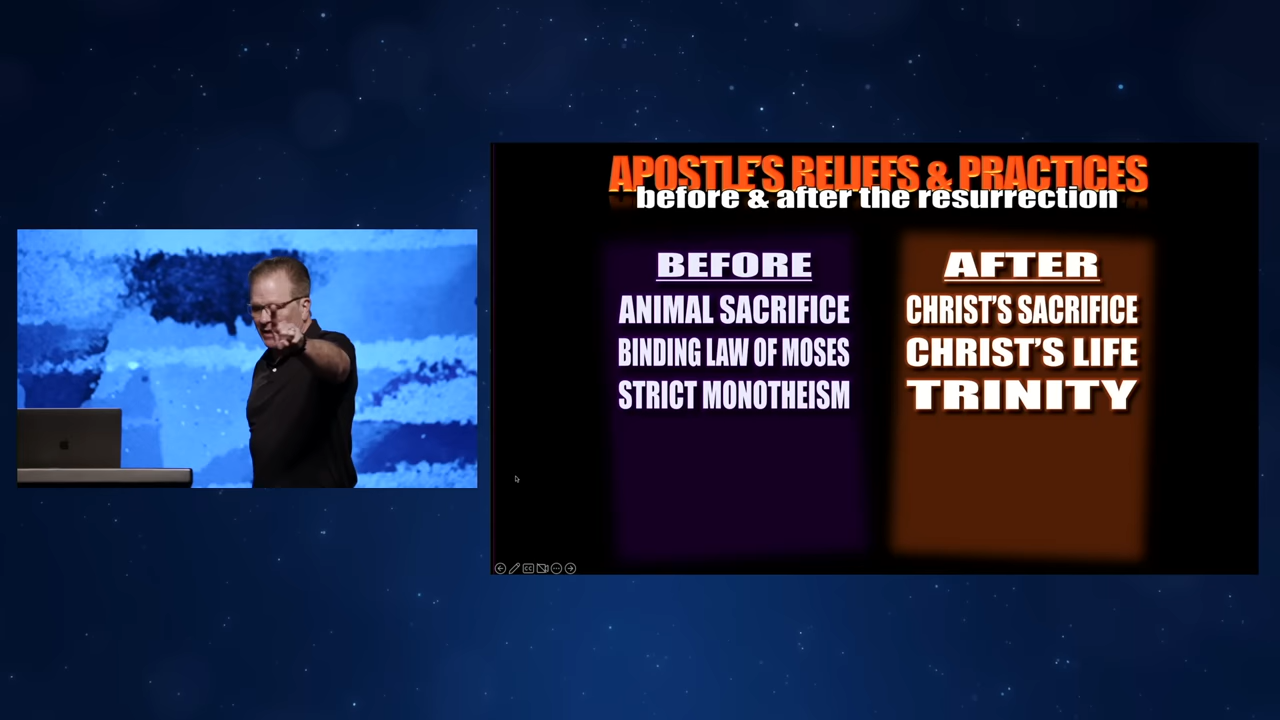 APOSTLE'S BELIEFS & PRACTICES
before & after the resurrection
BEFORE
ANIMAL SACRIFICE
BINDING LAW OF MOSES
STRICT MONOTHEISM
AFTER
CHRIST'S SACRIFICE
CHRIST'S LIFE
TRINITY
CC